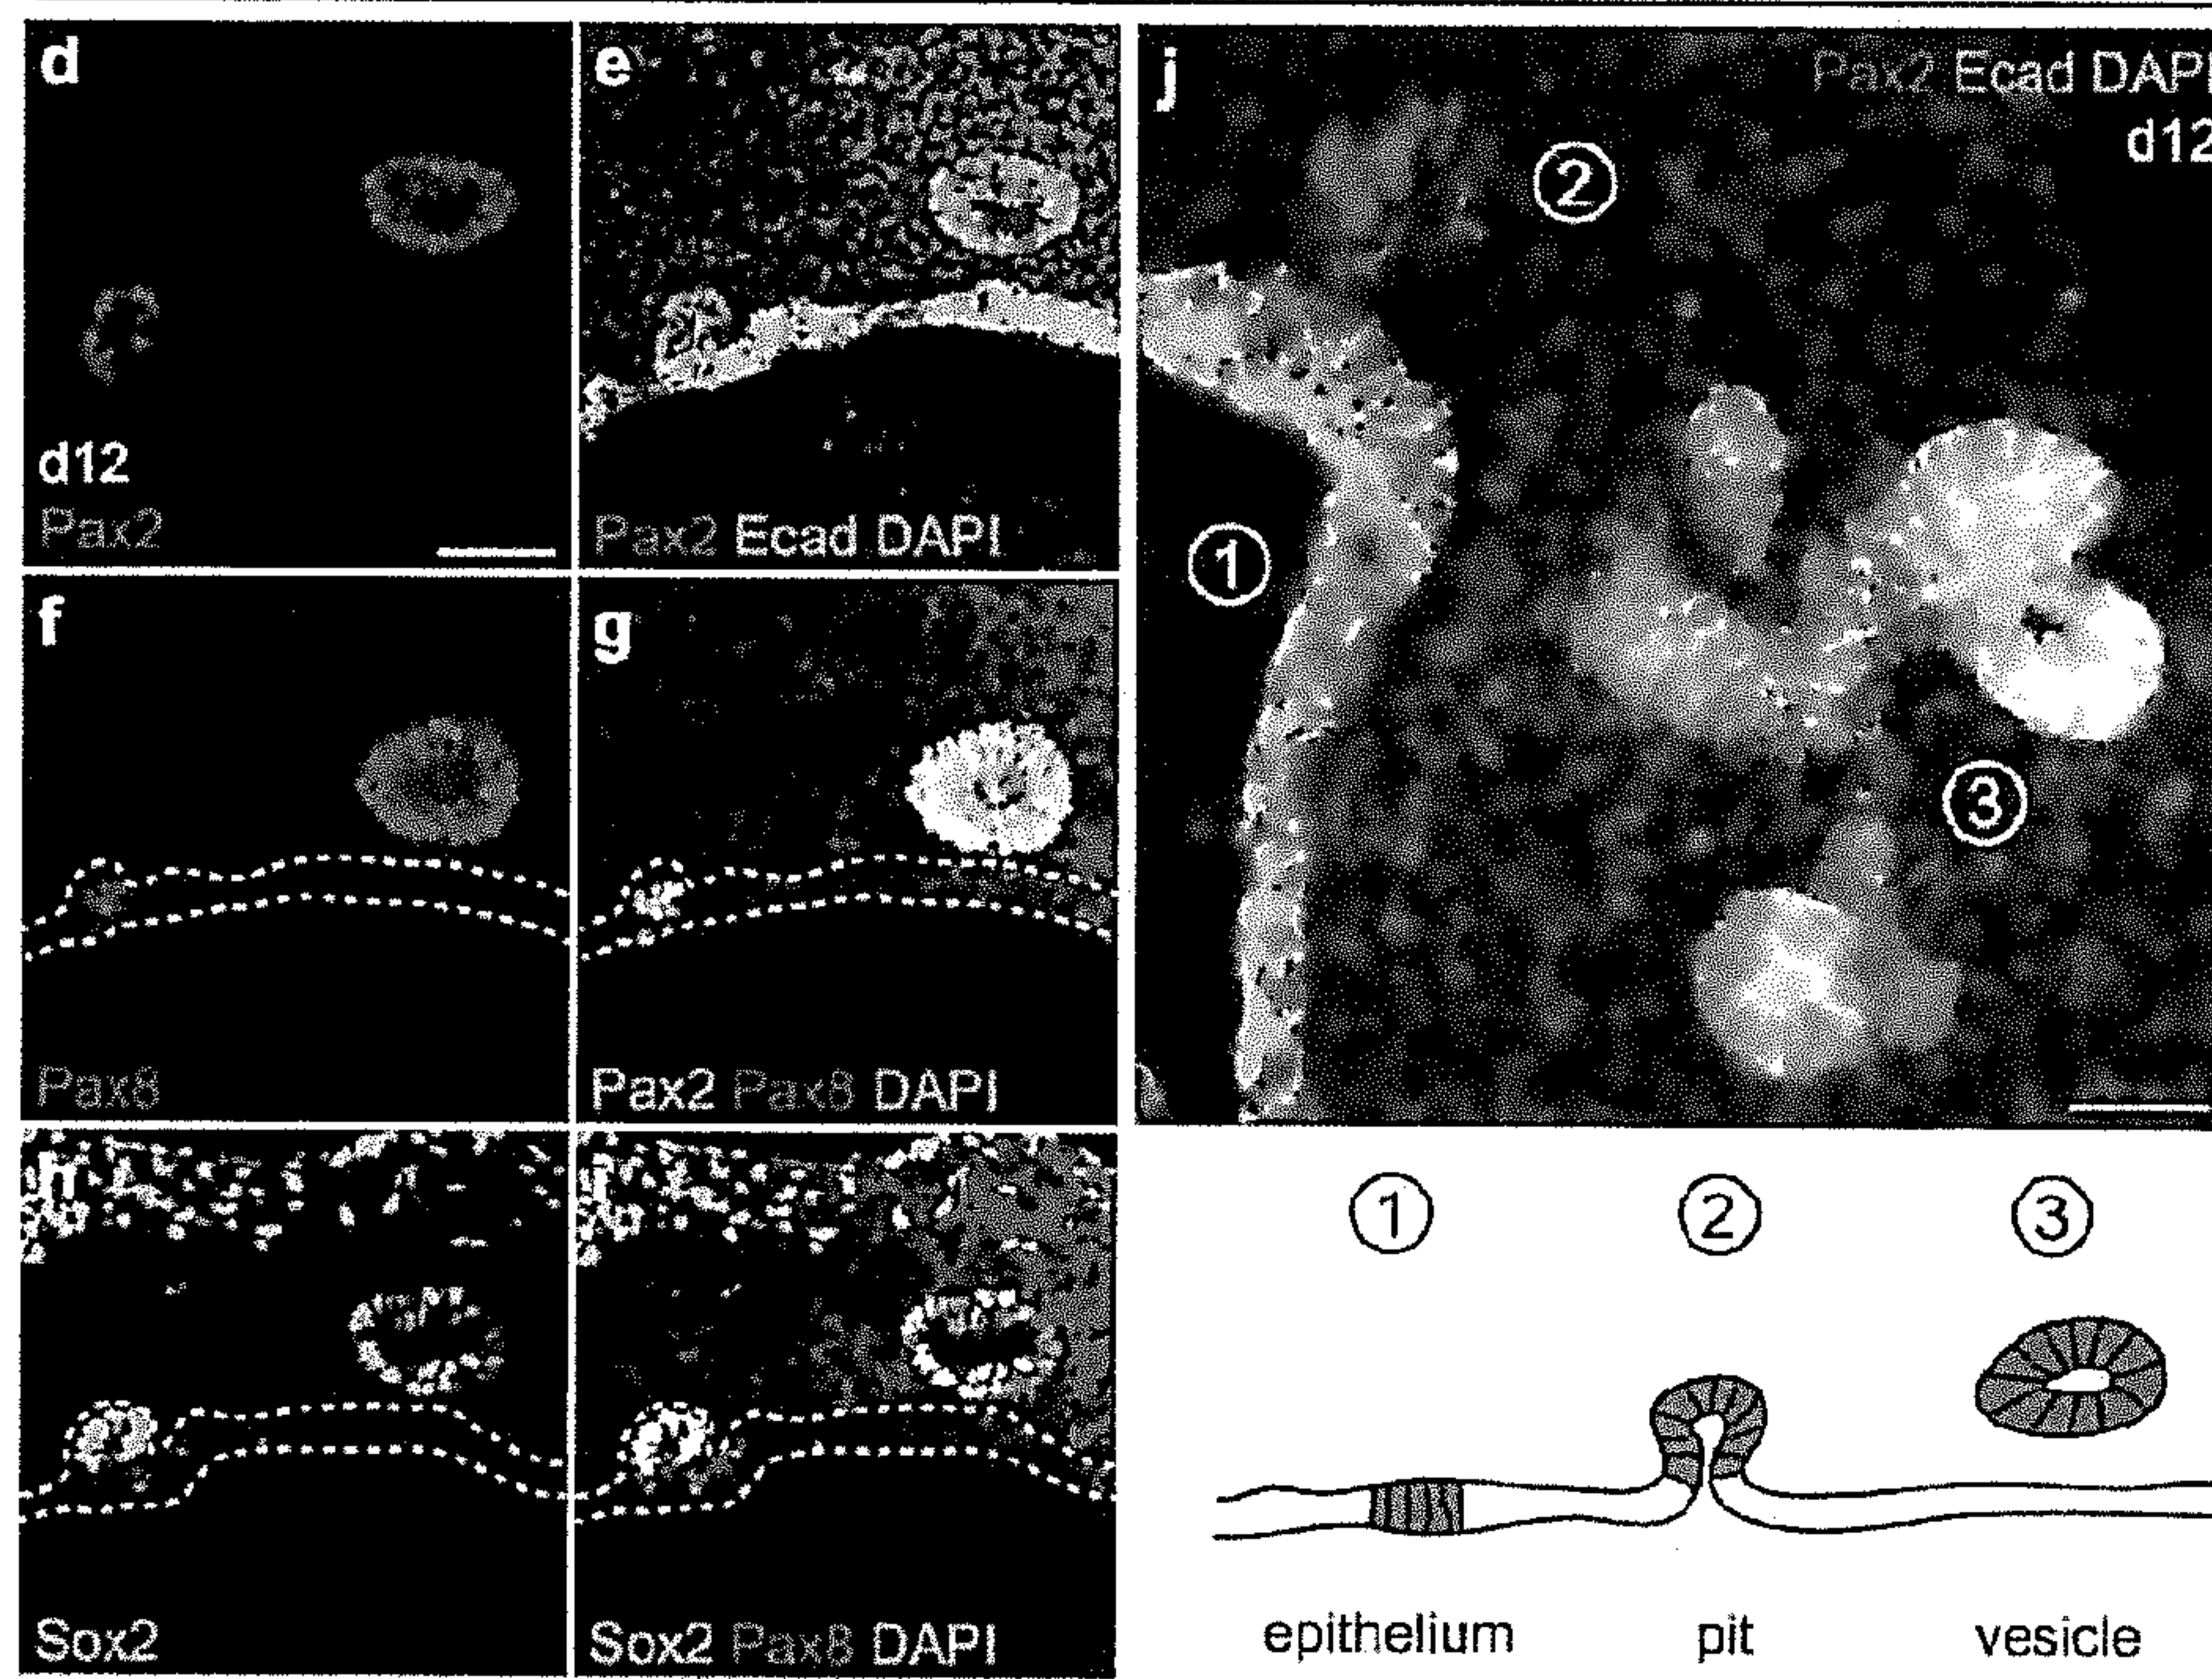 d
d12
Pax2
e
Pax2 Ecad DAPI
f
Pax8
g
Pax2 Pax8 DAPI
h
Sox2
i
Sox2 Pax8 DAPI
j
Pax2 Ecad DAPI
d12
②
①
③
① ② ③
epithelium pit vesicle